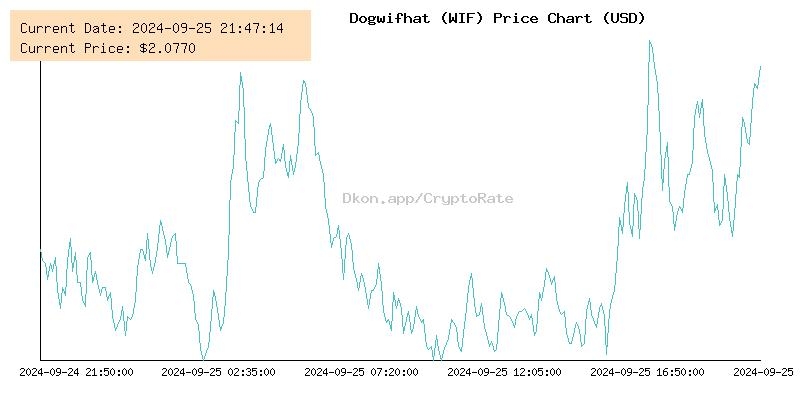 Dogwifhat (WIF) Price Chart (USD)
Current Date: 2024-09-25 21:47:14
Current Price: $2.0770
Dkon.app/CryptoRate
2024-09-24 21:50:00
2024-09-25 02:35:00
2024-09-25 07:20:00
2024-09-25 12:05:00
2024-09-25 16:50:00
2024-09-25